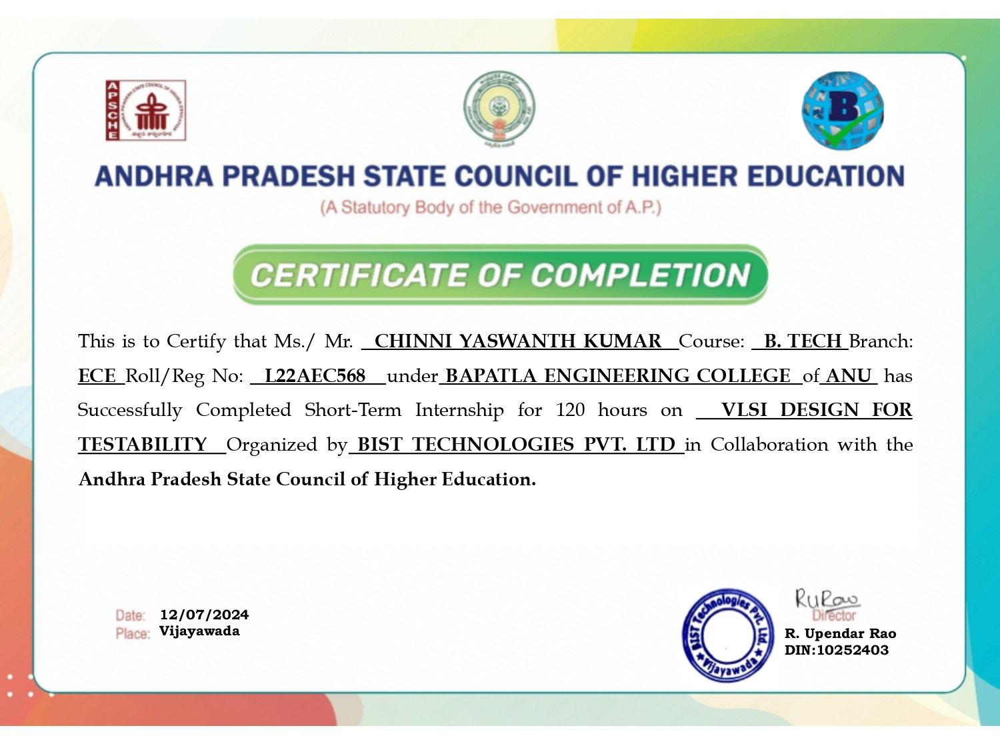 APSCHE
B
ANDHRA PRADESH STATE COUNCIL OF HIGHER EDUCATION
(A Statutory Body of the Government of A.P.)
CERTIFICATE OF COMPLETION
This is to Certify that Ms./ Mr. CHINNI YASWANTH KUMAR Course: B. TECH Branch:
ECE Roll/Reg No: L22AEC568 under BAPATLA ENGINEERING COLLEGE of ANU has
Successfully Completed Short-Term Internship for 120 hours on VLSI DESIGN FOR
TESTABILITY Organized by BIST TECHNOLOGIES PVT. LTD in Collaboration with the
Andhra Pradesh State Council of Higher Education.
Date: 12/07/2024
Place: Vijayawada
BIST Technologies Pvt. Ltd.
★ Vijayawada ★
RURao
Director
R. Upendar Rao
DIN:10252403